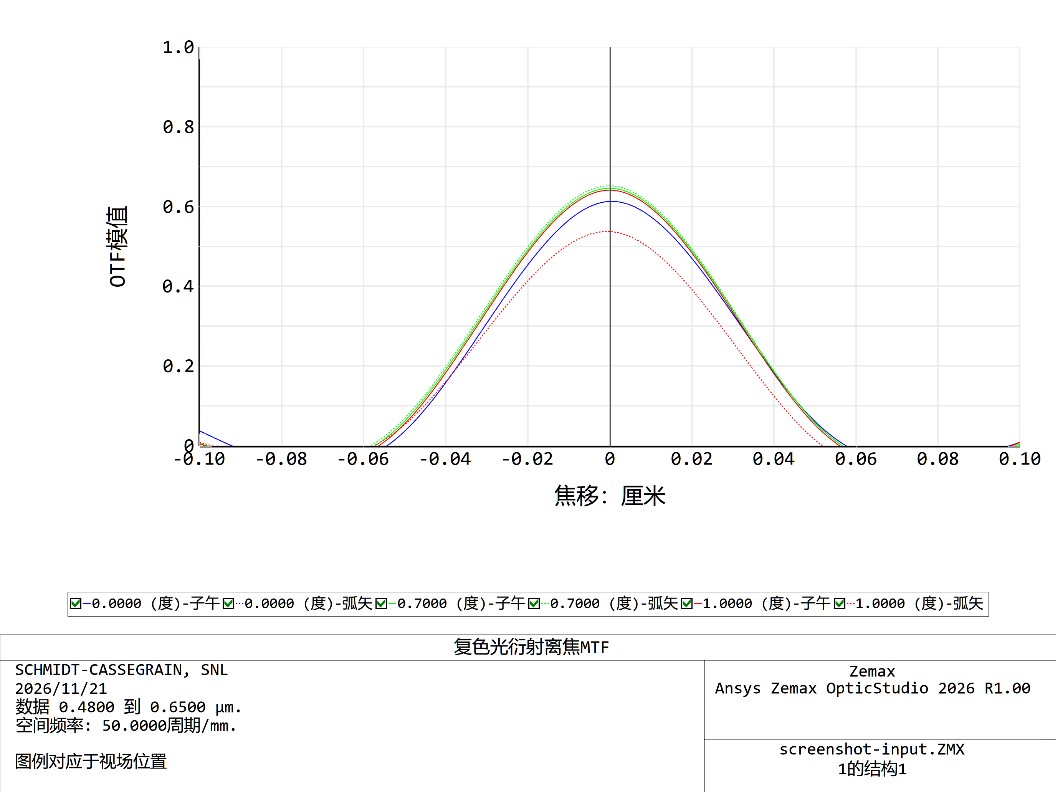 1.0
0.8
0.6
0.4
0.2
0
OTF模值
-0.10 -0.08 -0.06 -0.04 -0.02 0 0.02 0.04 0.06 0.08 0.10
焦移: 厘米
0.0000 (度)-子午 0.0000 (度)-弧矢 0.7000 (度)-子午 0.7000 (度)-弧矢 1.0000 (度)-子午 1.0000 (度)-弧矢
复色光衍射离焦MTF
SCHMIDT-CASSEGRAIN, SNL
2026/11/21
数据 0.4800 到 0.6500 µm.
空间频率: 50.0000周期/mm.
图例对应于视场位置
Zemax
Ansys Zemax OpticStudio 2026 R1.00
screenshot-input.ZMX
1的结构1